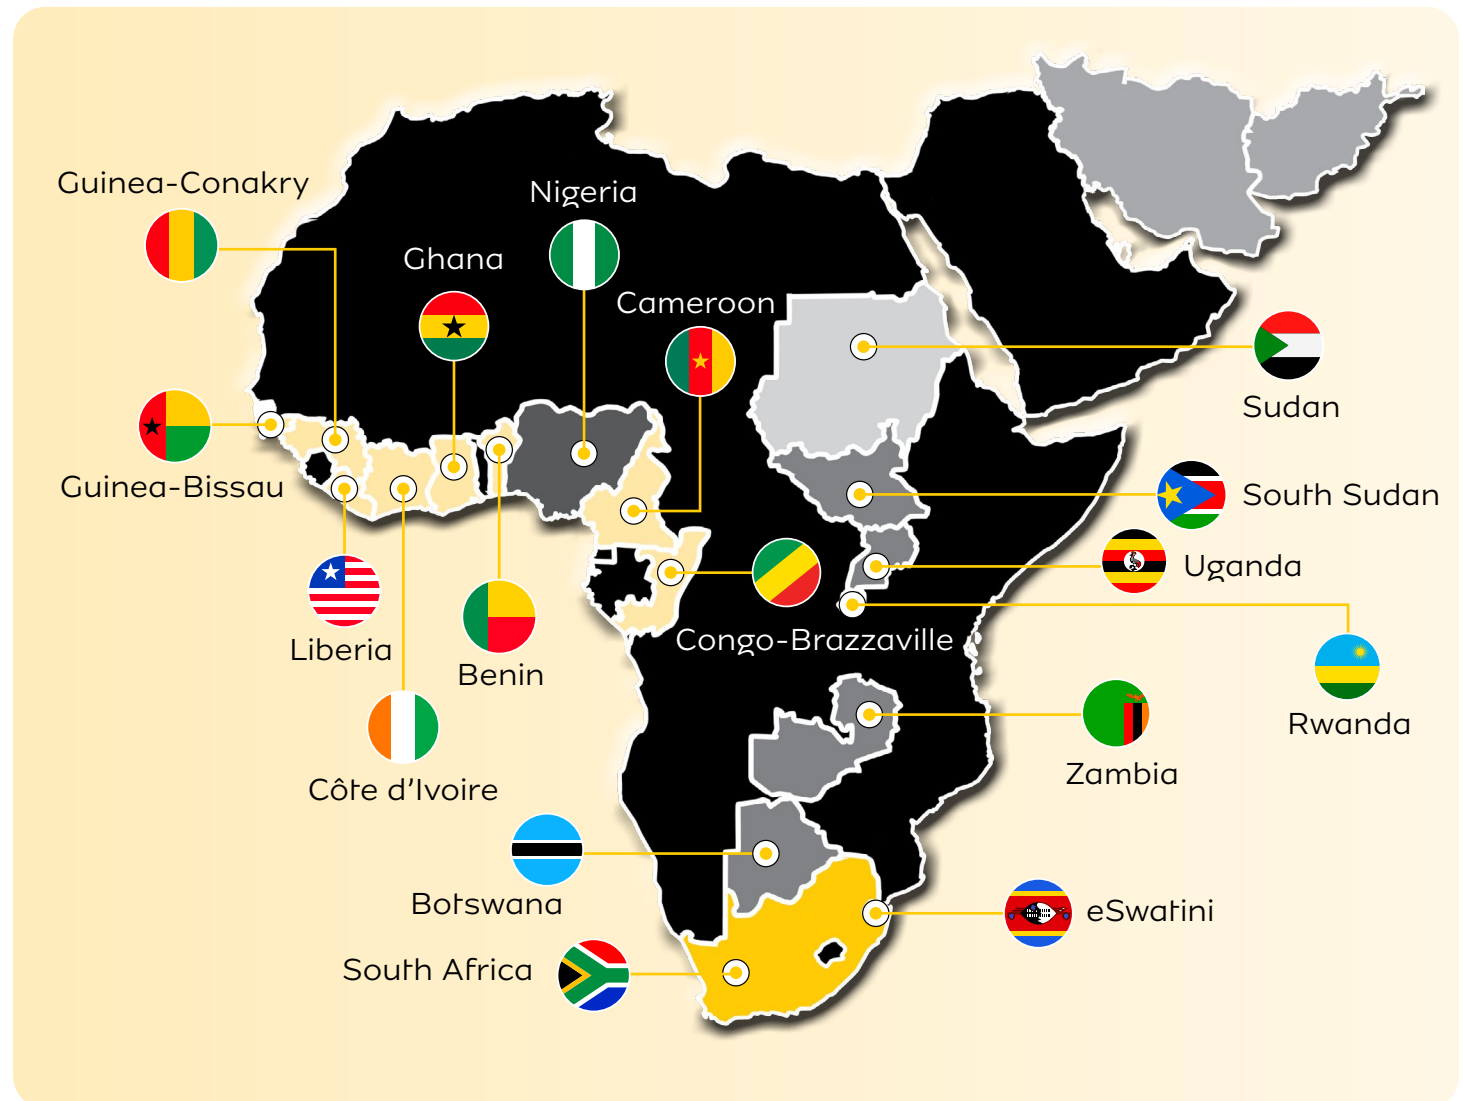 Guinea-Conakry
Nigeria
Ghana
Cameroon
Sudan
Guinea-Bissau
South Sudan
Uganda
Liberia
Benin
Congo-Brazzaville
Rwanda
Côte d’Ivoire
Zambia
Botswana
eSwatini
South Africa